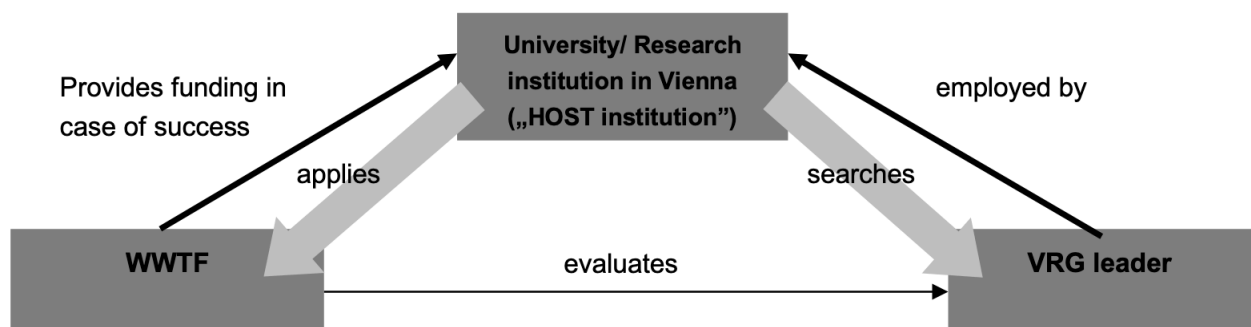 University/ Research
institution in Vienna
(„HOST institution”)
Provides funding in
case of success
employed by
applies
searches
WWTF
evaluates
VRG leader